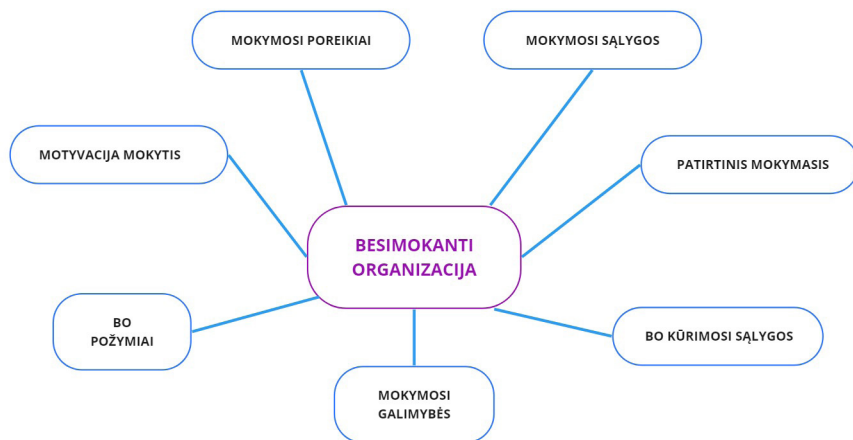 MOKYMOSI POREIKIAI
MOKYMOSI SĄLYGOS
MOTYVACIJA MOKYTIS
PATIRTINIS MOKYMASIS
BESIMOKANTI
ORGANIZACIJA
BO
POŽYMIAI
BO KŪRIMOSI SĄLYGOS
MOKYMOSI
GALIMYBĖS